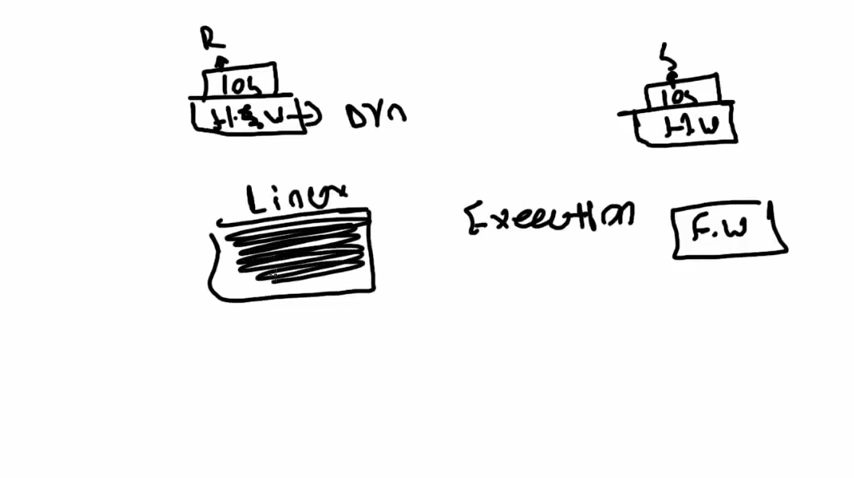 R
S
IOS
IOS
H.W
H W
Linux
Execution
F.W